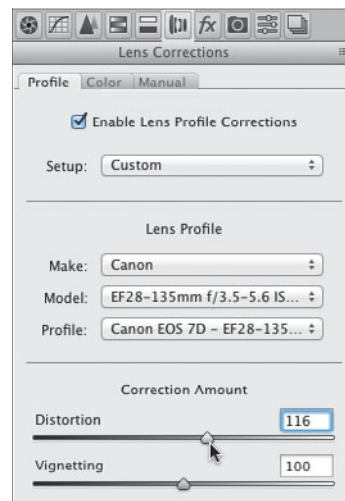 fx
Lens Corrections
Profile Color Manual
Enable Lens Profile Corrections
Setup: Custom
Lens Profile
Make: Canon
Model: EF28-135mm f/3.5-5.6 IS...
Profile: Canon EOS 7D - EF28-135...
Correction Amount
Distortion 116
Vignetting 100